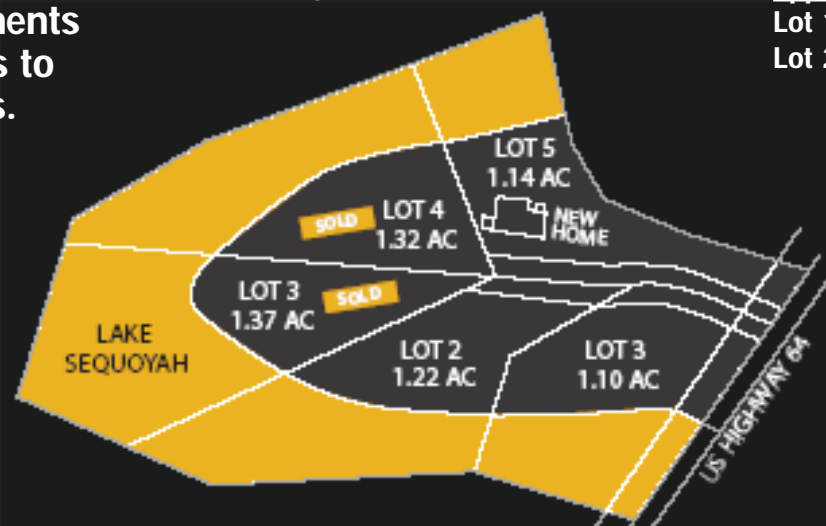 ments
s to
s.
Lot
Lot 2
LOT 5
1.14 AC
SOLD
LOT 4
1.32 AC
NEW
HOME
LOT 3
1.37 AC
SOLD
LAKE
SEQUOYAH
LOT 2
1.22 AC
LOT 3
1.10 AC
US HIGHWAY 64